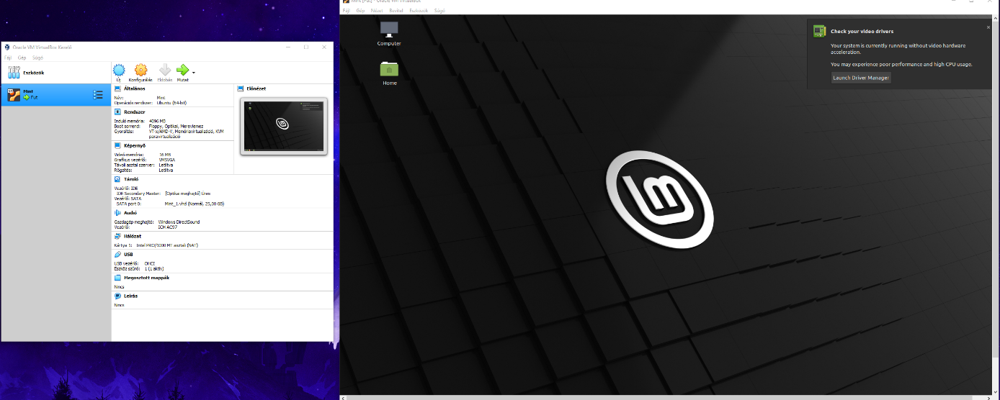 Oracle VM VirtualBox Kezelő
Fájl Gép Súgó
Eszközök
Új Konfigurálás Eldobás Mutat
Mint
Fut
Általános
Név: Mint
Operációs rendszer: Ubuntu (64-bit)
Rendszer
Induló memória: 4096 MB
Boot sorrend: Floppy, Optikai, Merevlemez
Gyorsítás: VT-x/AMD-V, Memóriavirtualizáció, KVM
paravirtualizáció
Képernyő
Videó-memória: 16 MB
Grafikus vezérlő: VMSVGA
Távoli asztal szerver: Letiltva
Rögzítés: Letiltva
Tároló
Vezérlő: IDE
IDE Secondary Master: [Optikai meghajtó] Üres
Vezérlő: SATA
SATA port 0: Mint_1.vhd (Normál, 25,00 GB)
Audió
Gazdagép meghajtó: Windows DirectSound
Vezérlő: ICH AC97
Hálózat
Kártya 1: Intel PRO/1000 MT asztali (NAT)
USB
USB vezérlő: OHCI
Eszköz szűrő: 1 (1 aktív)
Megosztott mappák
Nincs
Leírás
Nincs
Előnézet
Mint [Fut] - Oracle VM VirtualBox
Fájl Gép Nézet Bevitel Eszközök Súgó
Computer
Home
Check your video drivers
Your system is currently running without video hardware
acceleration.
You may experience poor performance and high CPU usage.
Launch Driver Manager